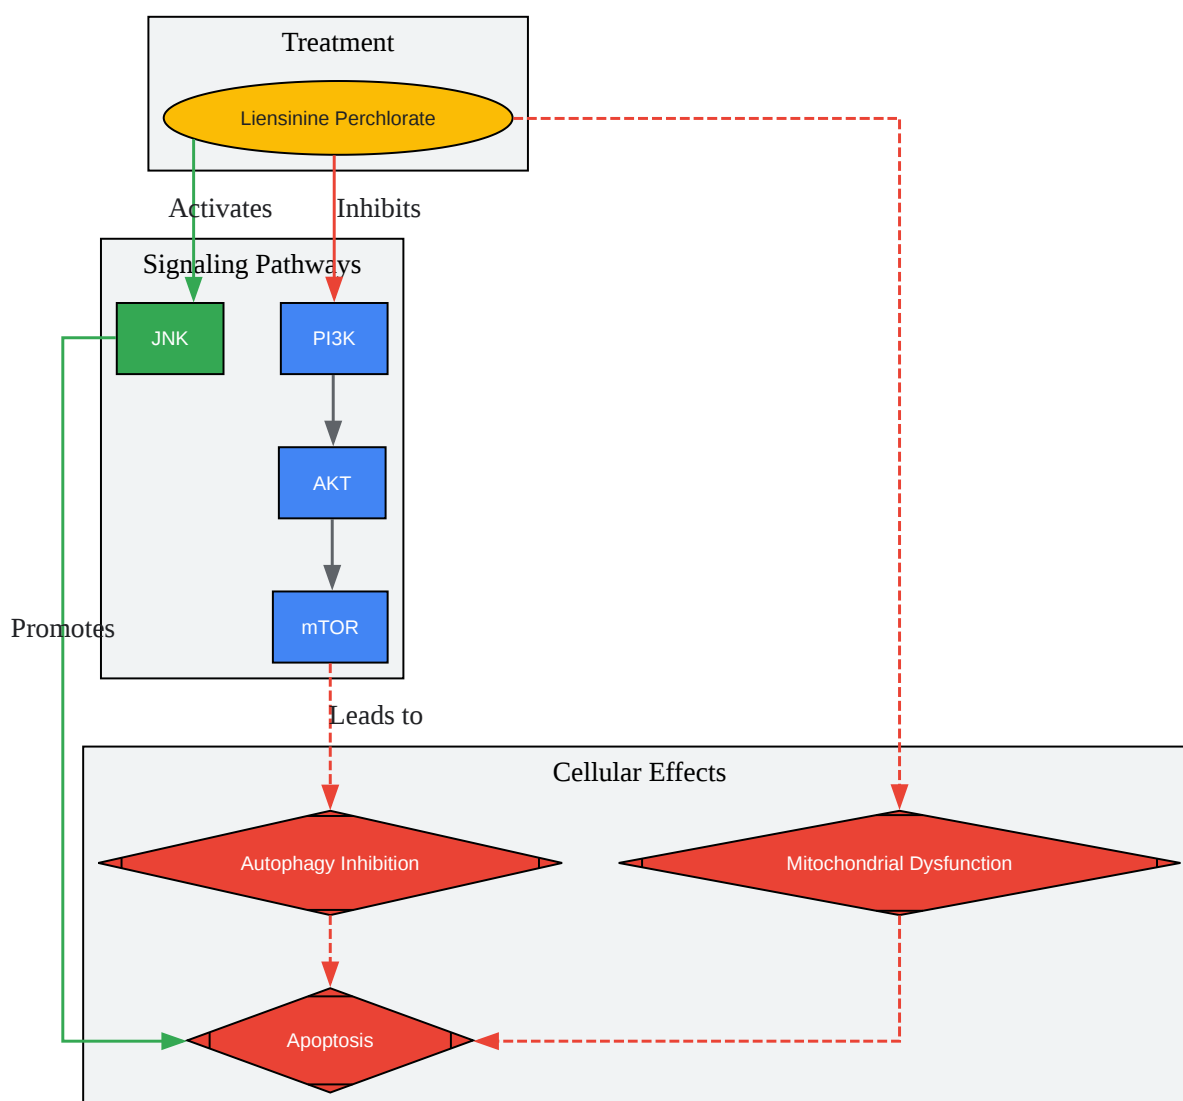 Treatment
Liensinine Perchlorate
Activates
Inhibits
Signaling Pathways
JNK
PI3K
AKT
mTOR
Promotes
Leads to
Cellular Effects
Autophagy Inhibition
Mitochondrial Dysfunction
Apoptosis